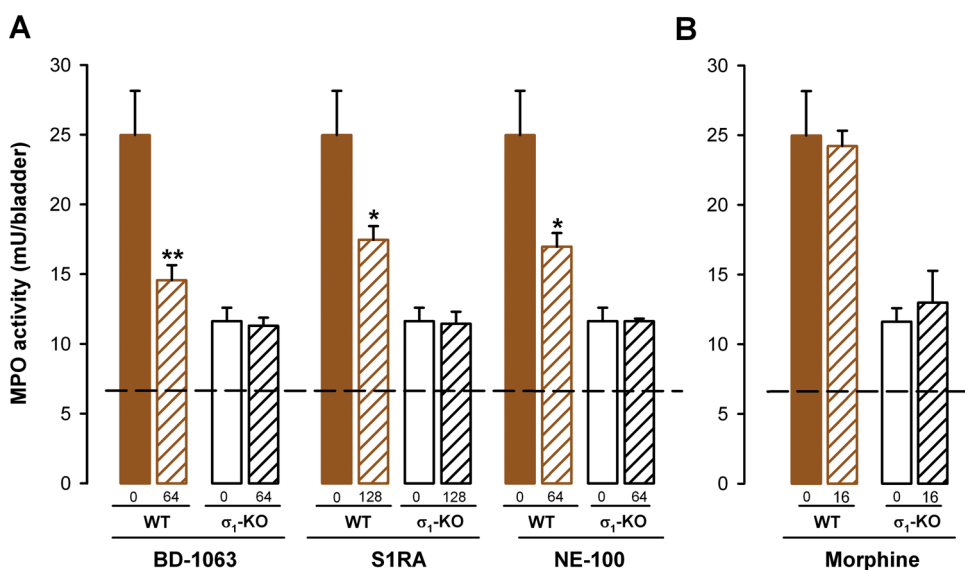 A
B
MPO activity (mU/bladder)
30
25
20
15
10
5
0
**
*
*
0 64 0 64 0 128 0 128 0 64 0 64
WT σ1-KO WT σ1-KO WT σ1-KO
BD-1063 S1RA NE-100
30
25
20
15
10
5
0
0 16 0 16
WT σ1-KO
Morphine